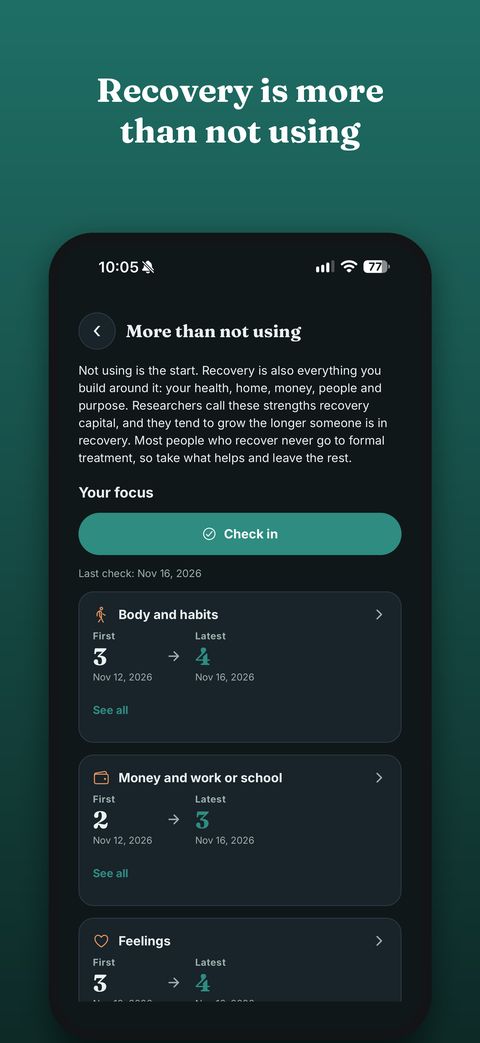 Recovery is more
than not using
10:05
77
More than not using
Not using is the start. Recovery is also everything you
build around it: your health, home, money, people and
purpose. Researchers call these strengths recovery
capital, and they tend to grow the longer someone is in
recovery. Most people who recover never go to formal
treatment, so take what helps and leave the rest.
Your focus
Check in
Last check: Nov 16, 2026
Body and habits
First
Latest
3
4
Nov 12, 2026
Nov 16, 2026
See all
Money and work or school
First
Latest
2
3
Nov 12, 2026
Nov 16, 2026
See all
Feelings
First
Latest
3
4